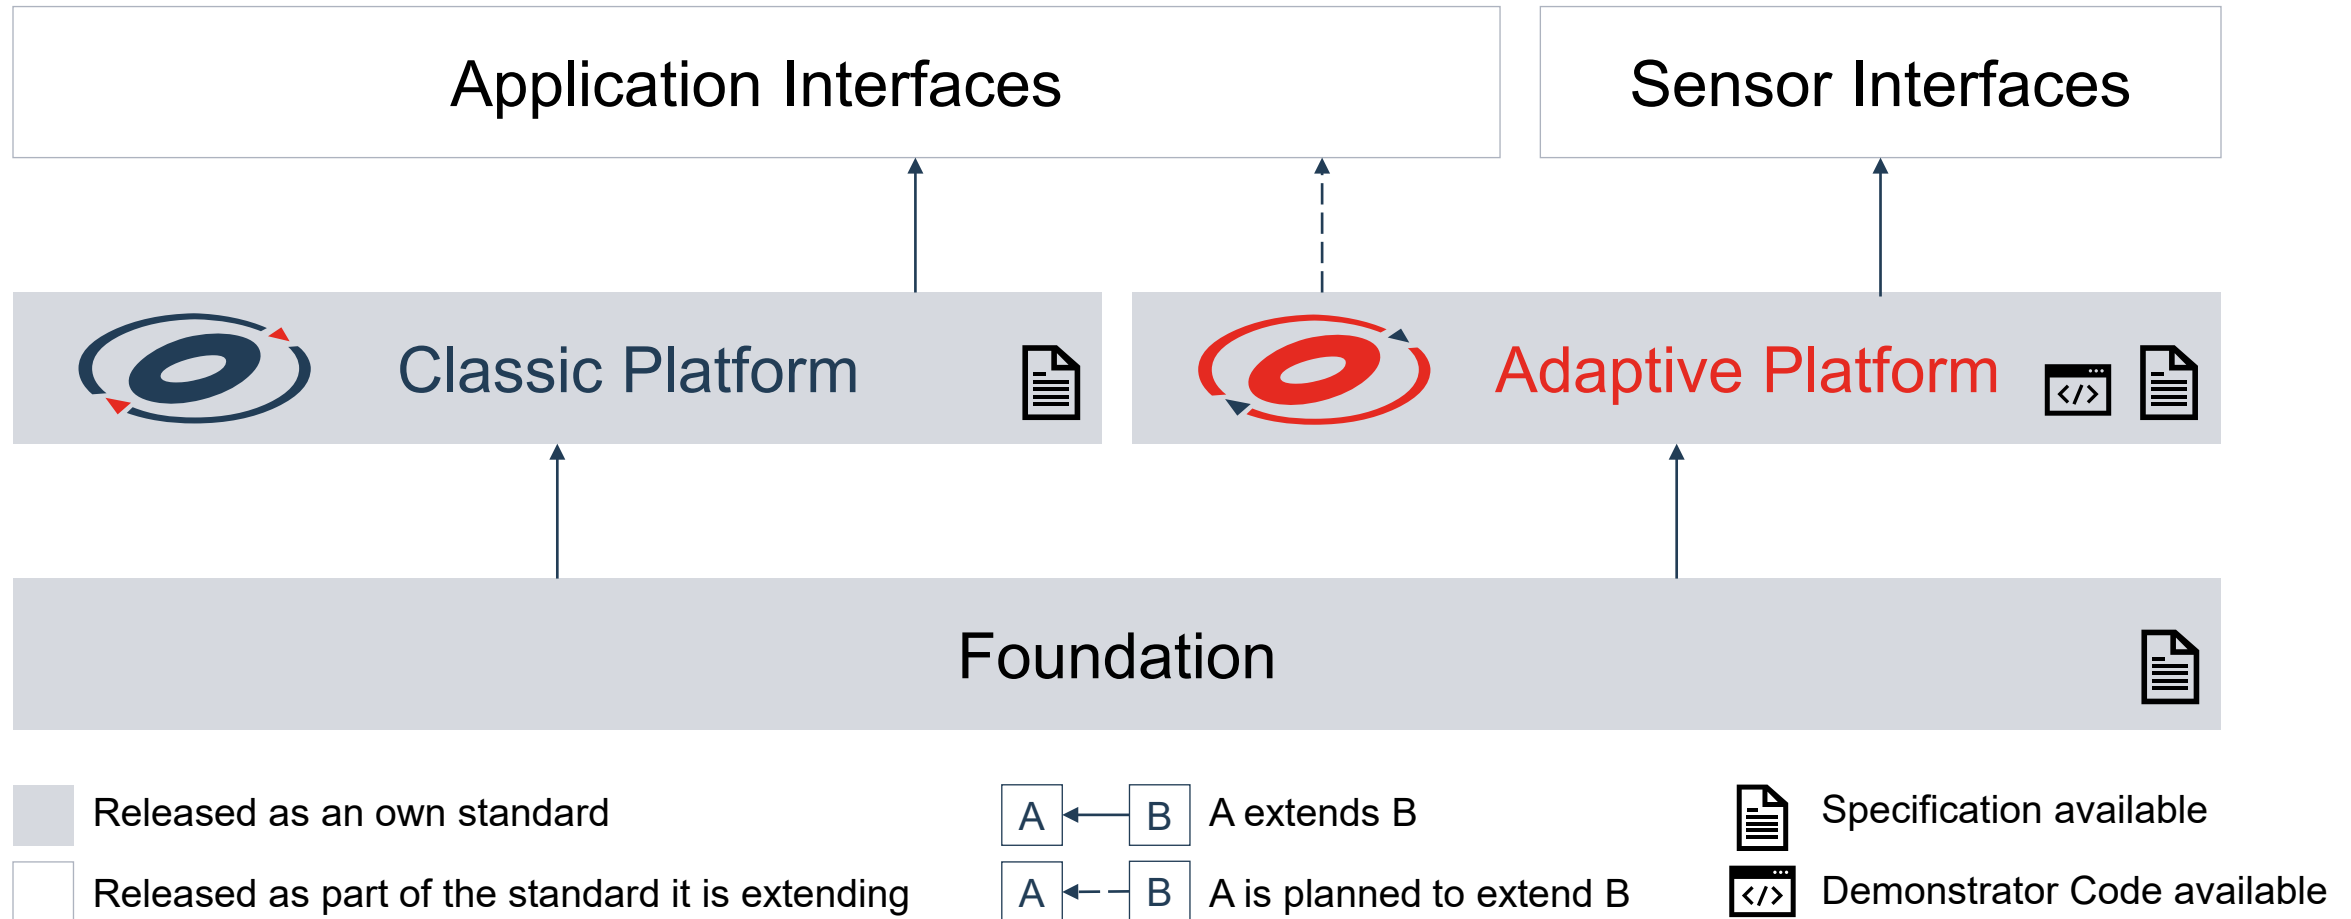 Application Interfaces
Sensor Interfaces
Classic Platform
Adaptive Platform
</>
Foundation
Released as an own standard
A B A extends B
Specification available
Released as part of the standard it is extending
A B A is planned to extend B
</> Demonstrator Code available